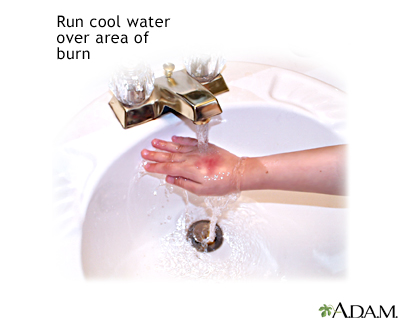 Run cool water
over area of
burn
A.D.A.M.